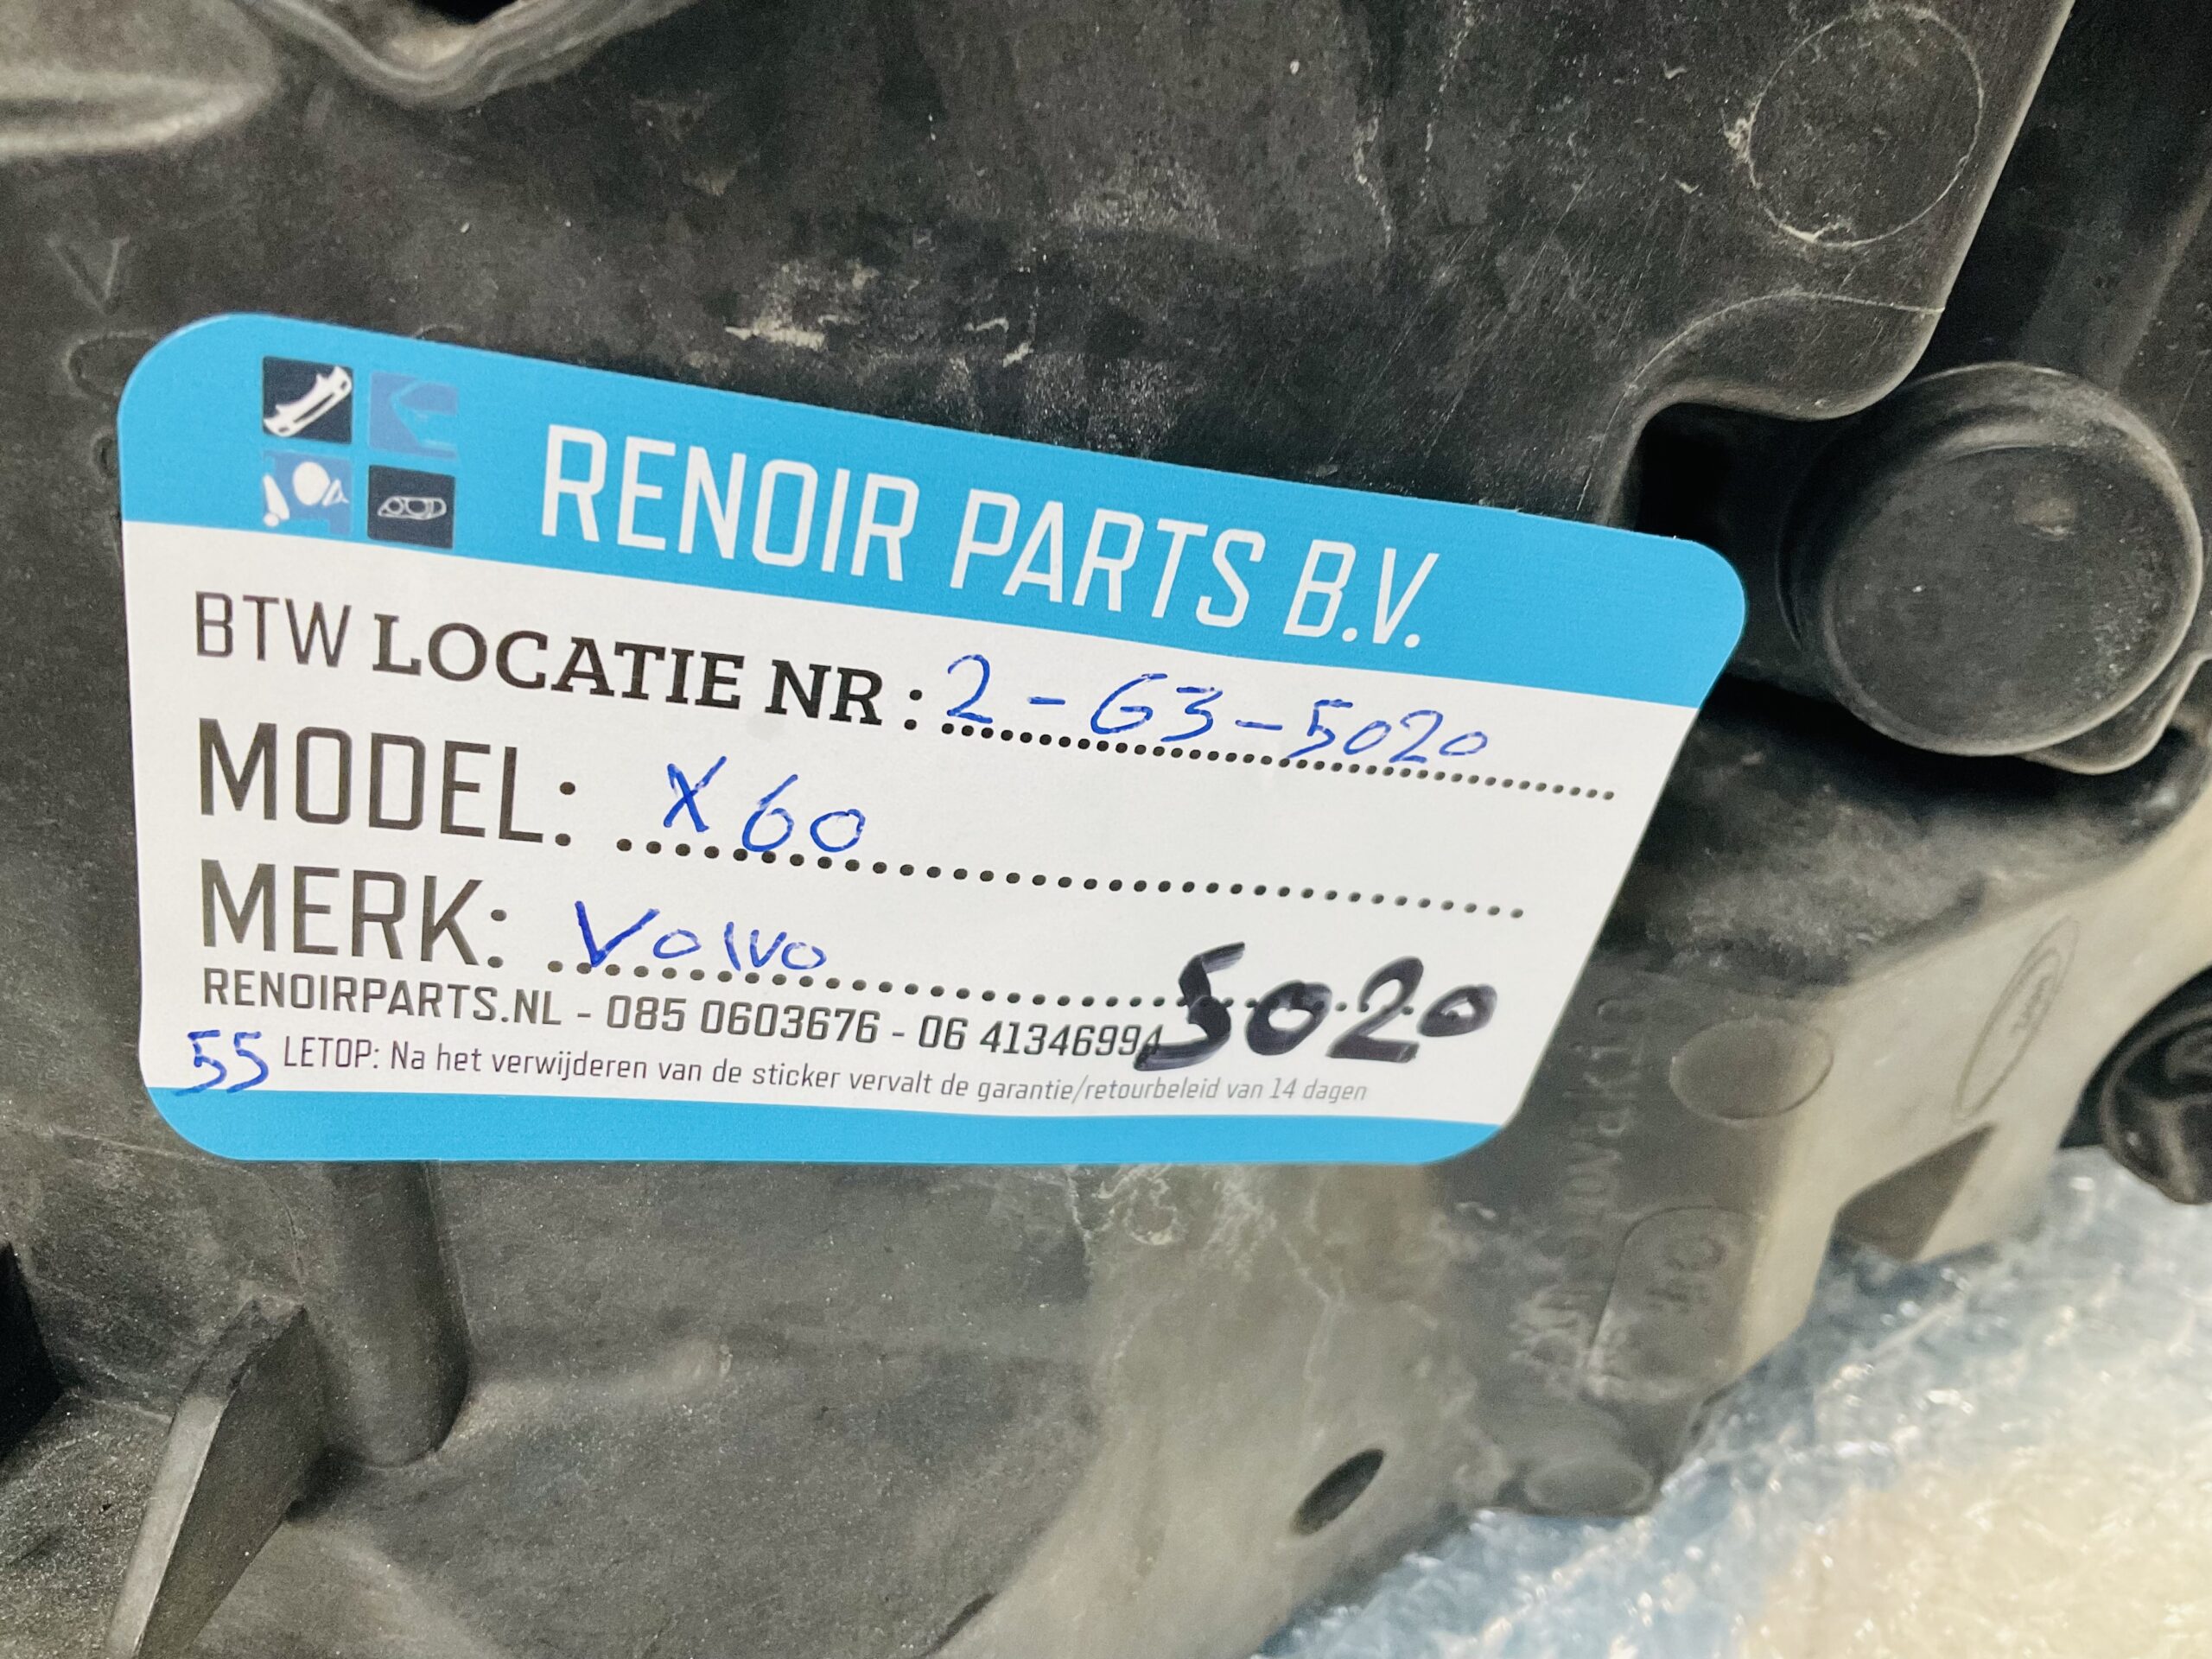 RENOIR PARTS B.V.
BTW LOCATIE NR : 2-G3-5020
MODEL: X60
MERK: Volvo
RENOIRPARTS.NL - 085 0603676 - 06 41346994
5020
55 LETOP: Na het verwijderen van de sticker vervalt de garantie/retourbeleid van 14 dagen